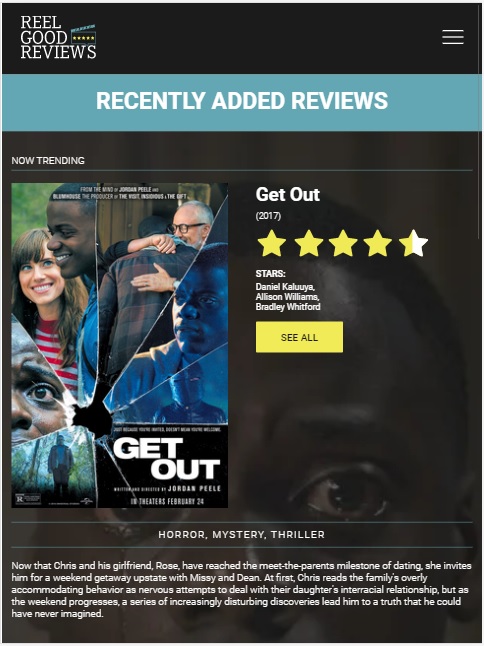 REEL
GOOD
REVIEWS
RECENTLY ADDED REVIEWS
NOW TRENDING
FROM THE MIND OF JORDAN PEELE AND
BLUMHOUSE THE PRODUCER OF THE VISIT, INSIDIOUS & THE GIFT
JUST BECAUSE YOU'RE INVITED, DOESN'T MEAN YOU'RE WELCOME.
GET
OUT
WRITTEN AND DIRECTED BY JORDAN PEELE
R
IN THEATERS FEBRUARY 24
Get Out
(2017)
STARS:
Daniel Kaluuya,
Allison Williams,
Bradley Whitford
SEE ALL
HORROR, MYSTERY, THRILLER
Now that Chris and his girlfriend, Rose, have reached the meet-the-parents milestone of dating, she invites
him for a weekend getaway upstate with Missy and Dean. At first, Chris reads the family's overly
accommodating behavior as nervous attempts to deal with their daughter's interracial relationship, but as
the weekend progresses, a series of increasingly disturbing discoveries lead him to a truth that he could
have never imagined.